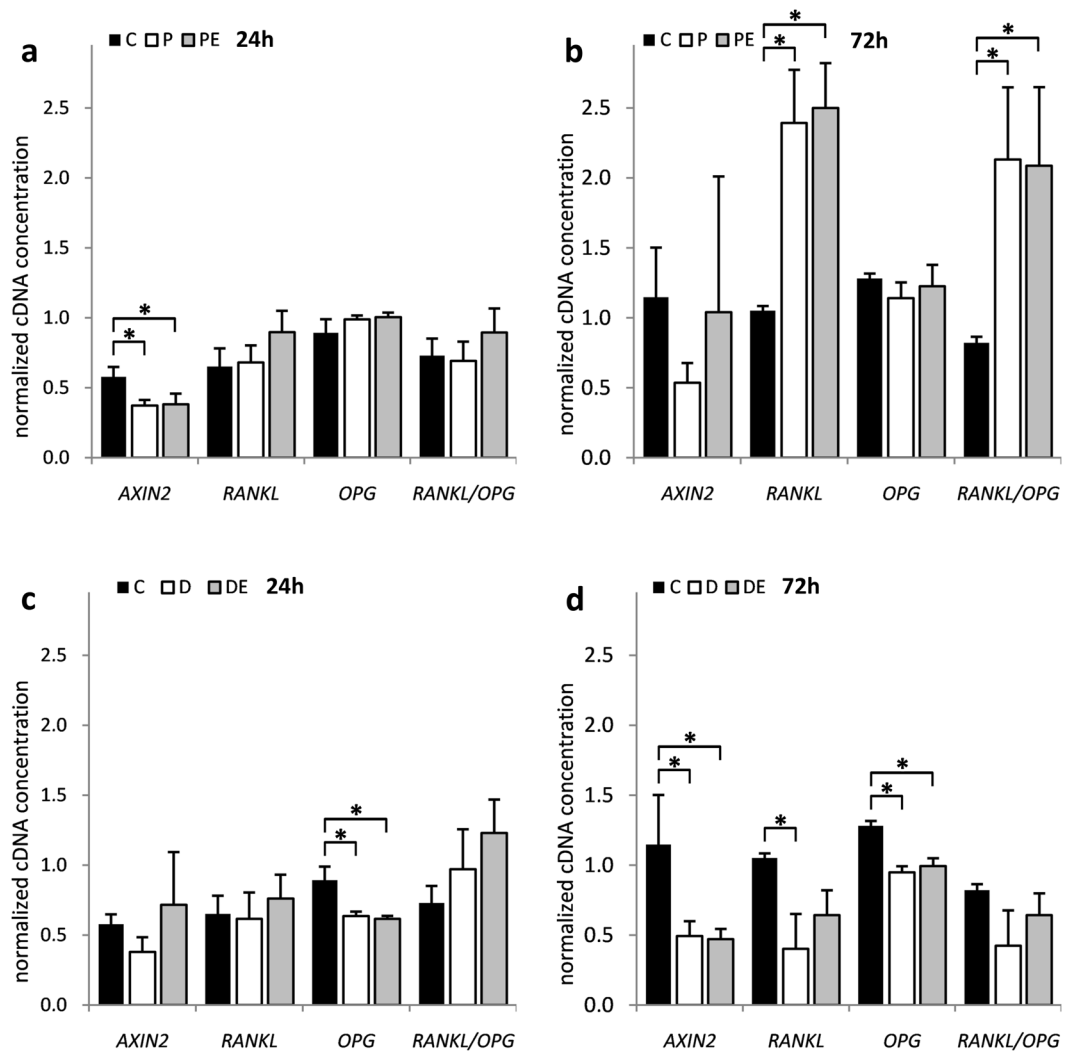 a
C P PE 24h
normalized cDNA concentration
2.5
2.0
1.5
1.0
0.5
0.0
*
*
AXIN2 RANKL OPG RANKL/OPG
b
C P PE 72h
normalized cDNA concentration
2.5
2.0
1.5
1.0
0.5
0.0
*
*
*
*
AXIN2 RANKL OPG RANKL/OPG
c
C D DE 24h
normalized cDNA concentration
2.5
2.0
1.5
1.0
0.5
0.0
*
*
AXIN2 RANKL OPG RANKL/OPG
d
C D DE 72h
normalized cDNA concentration
2.5
2.0
1.5
1.0
0.5
0.0
*
*
*
*
*
AXIN2 RANKL OPG RANKL/OPG